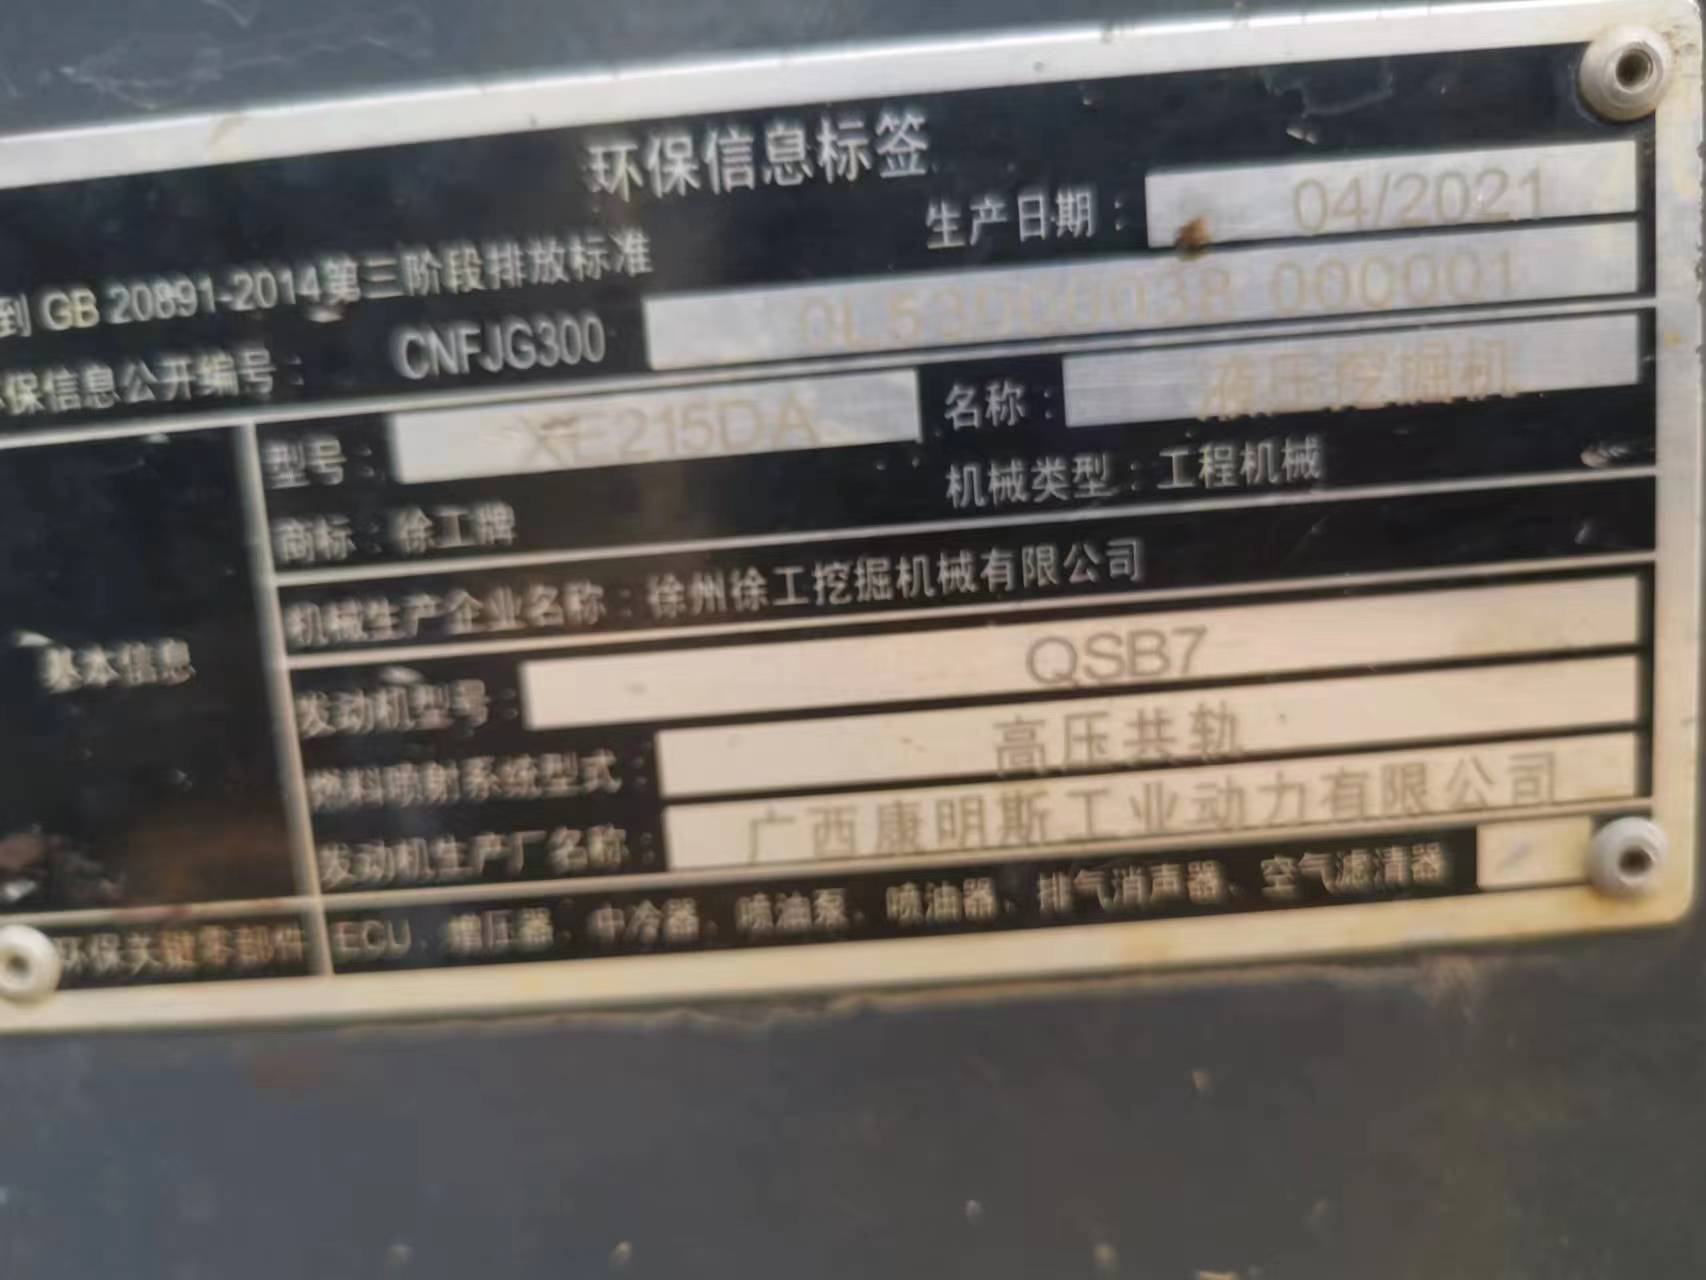 环保信息标签
生产日期： 04/2021
到 GB 20891-2014第三阶段排放标准
保信息公开编号： CNFJG300 000001
型号： XE215DA 名称： 液压挖掘机
商标：徐工牌 机械类型：工程机械
机械生产企业名称：徐州徐工挖掘机械有限公司
基本信息
发动机型号： QSB7
燃料喷射系统型式： 高压共轨
发动机生产厂名称： 广西康明斯工业动力有限公司
环保关键零部件 ECU、增压器、中冷器、喷油泵、喷油器、排气消声器、空气滤清器